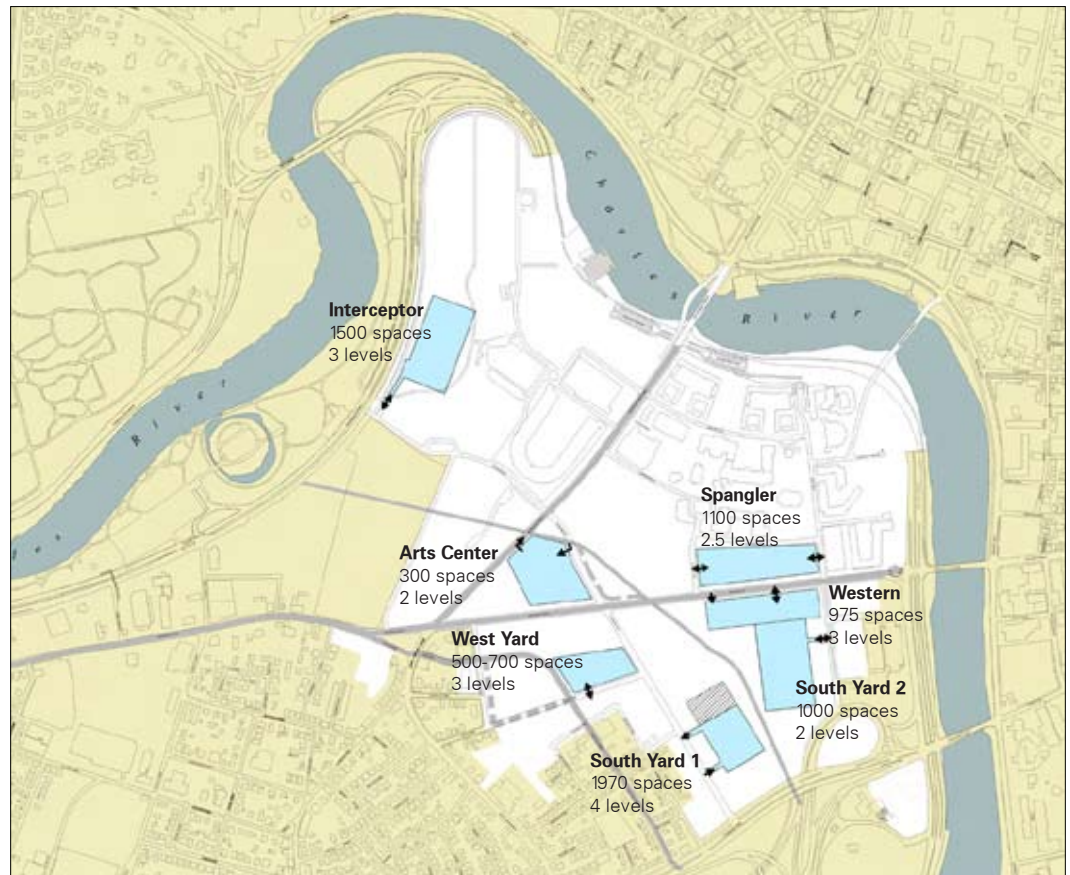 Charles
River
River
les
Interceptor
1500 spaces
3 levels
Spangler
1100 spaces
2.5 levels
Arts Center
300 spaces
2 levels
Western
975 spaces
3 levels
West Yard
500-700 spaces
3 levels
South Yard 2
1000 spaces
2 levels
South Yard 1
1970 spaces
4 levels